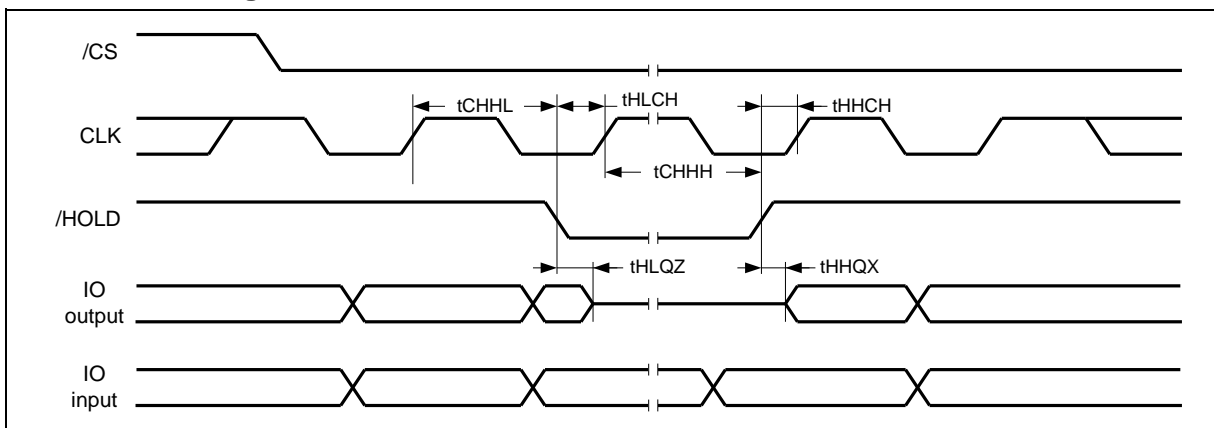 /CS
tCHHL
tHLCH
tHHCH
CLK
tCHHH
/HOLD
tHLQZ
tHHQX
IO
output
IO
input